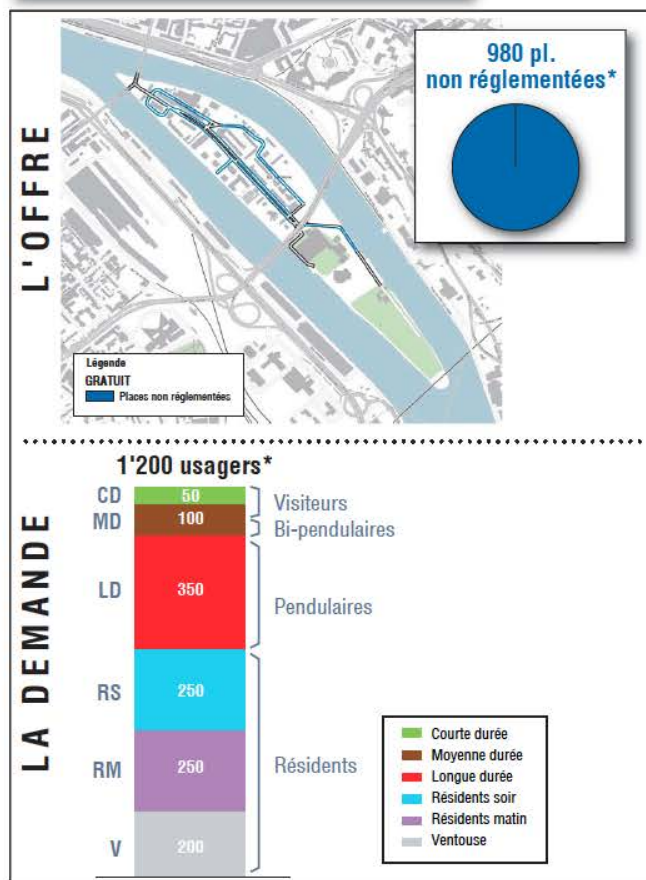 L'OFFRE
980 pl.
non réglementées*
Légende
GRATUIT
Places non réglementées
LA DEMANDE
1'200 usagers*
CD
50
Visiteurs
MD
100
Bi-pendulaires
LD
350
Pendulaires
RS
250
RM
250
Résidents
V
200
Courte durée
Moyenne durée
Longue durée
Résidents soir
Résidents matin
Ventouse